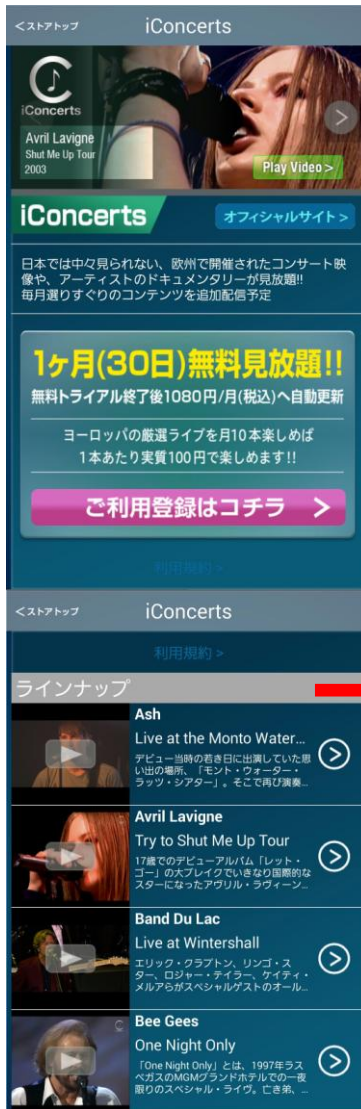 <ストアトップ
iConcerts
iConcerts
Avril Lavigne
Shut Me Up Tour
2003
Play Video >
iConcerts
オフィシャルサイト >
日本では中々見られない、欧州で開催されたコンサート映
像や、アーティストのドキュメンタリーが見放題!!
毎月選りすぐりのコンテンツを追加配信予定
1ヶ月(30日)無料見放題!!
無料トライアル終了後1080円/月(税込)へ自動更新
ヨーロッパの厳選ライブを月10本楽しめば
1本あたり実質100円で楽しめます!!
ご利用登録はコチラ >
利用規約 >
<ストアトップ
iConcerts
利用規約 >
ラインナップ
Ash
Live at the Monto Water...
デビュー当時の若き日に出演していた思
い出の場所、「モント・ウォーター・
ラッツ・シアター」。そこで再び演奏...
Avril Lavigne
Try to Shut Me Up Tour
17歳でのデビューアルバム「レット・
ゴー」の大ブレイクでいきなり国際的な
スターになったアヴリル・ラヴィーン...
Band Du Lac
Live at Wintershall
エリック・クラプトン、リンゴ・ス
ター、ロジャー・テイラー、ケイティ・
メルアらがスペシャルゲストのオール...
Bee Gees
One Night Only
「One Night Only」とは、1997年ラス
ベガスのMGMグランドホテルでの一夜
限りのスペシャル・ライヴ。亡き弟、...